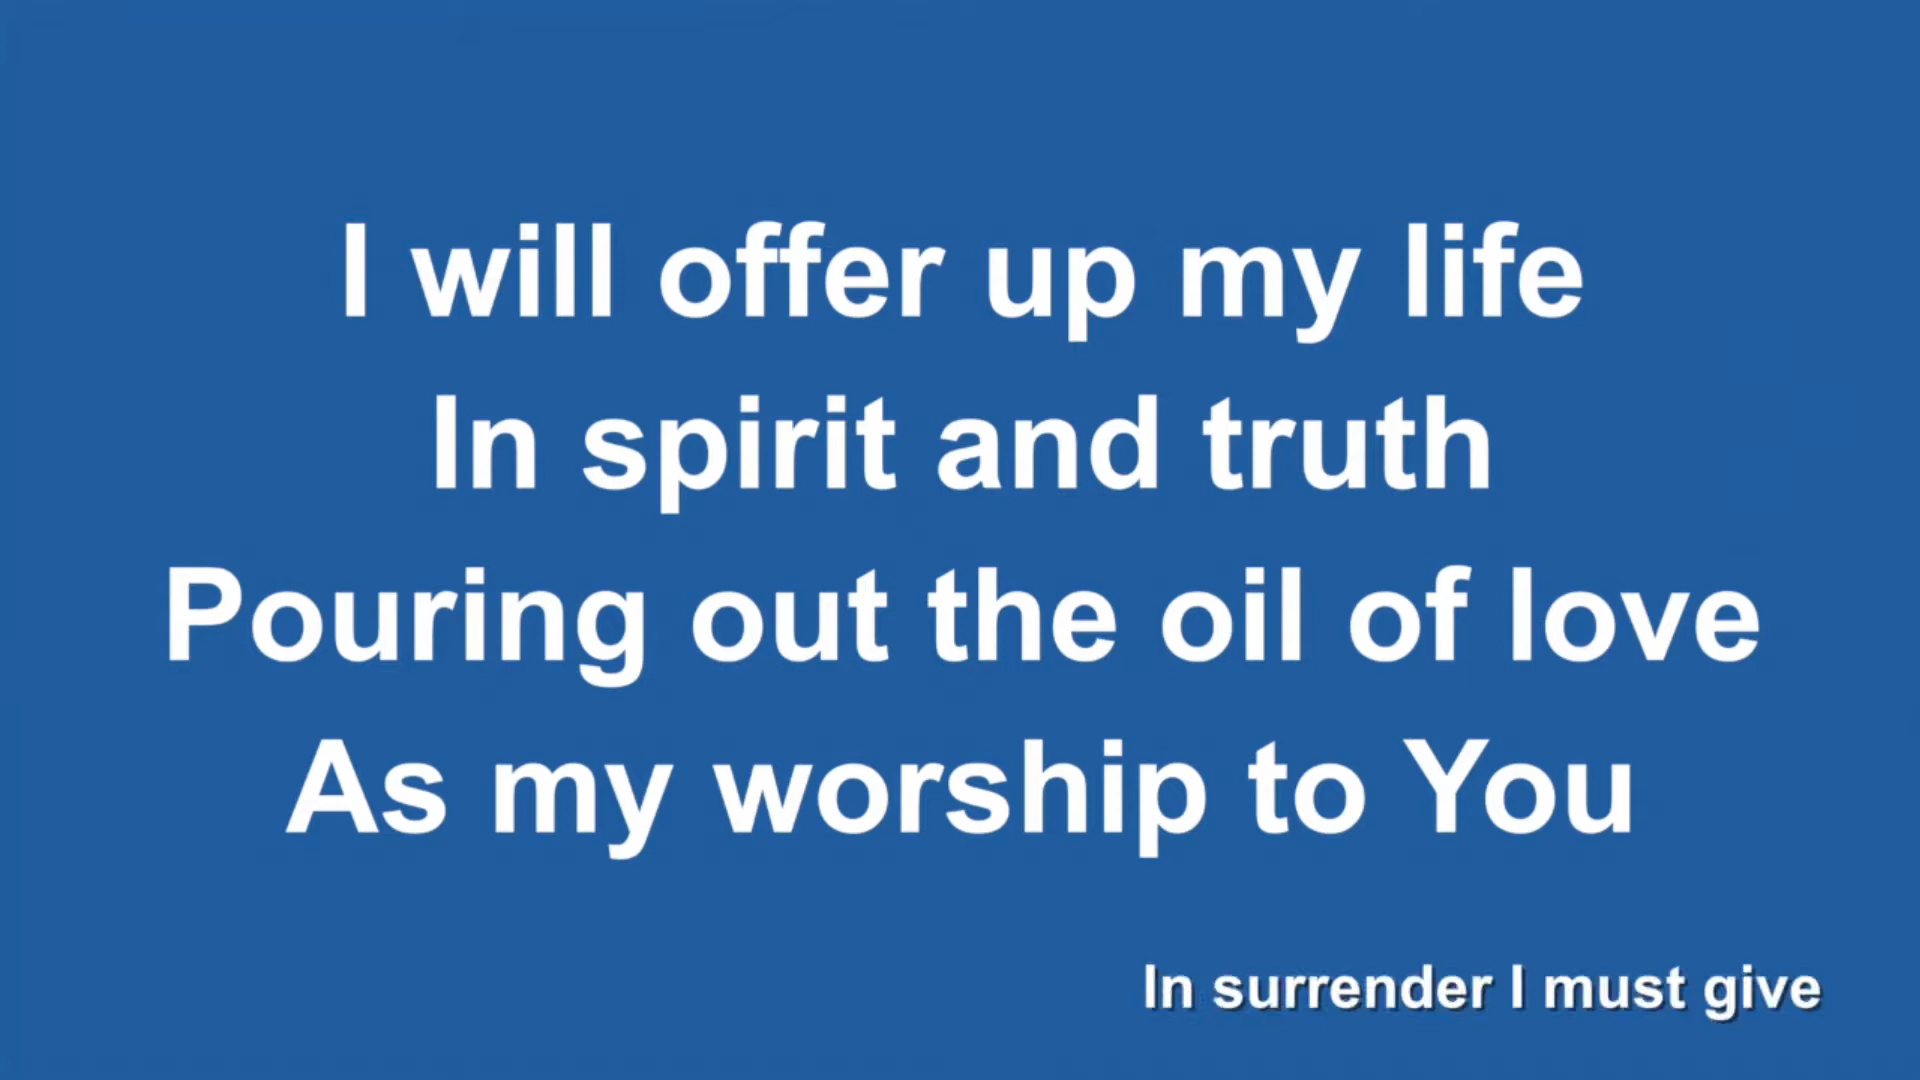 I will offer up my life
In spirit and truth
Pouring out the oil of love
As my worship to You
In surrender I must give